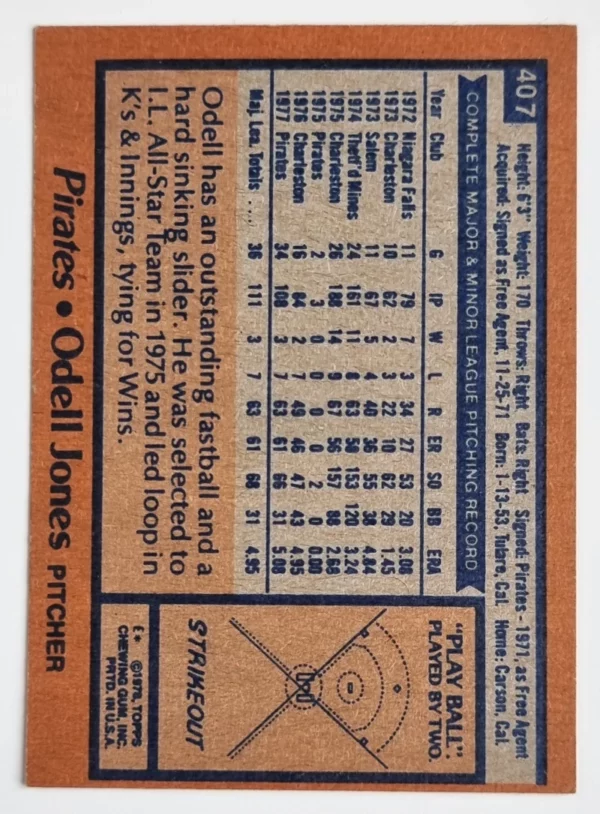 407
Height: 6'3" Weight: 170 Throws: Right Bats: Right Signed: Pirates - 1971, as Free Agent
Acquired: Signed as Free Agent, 11-25-71 Born: 1-13-53, Tulare, Cal. Home: Carson, Cal.
COMPLETE MAJOR & MINOR LEAGUE PITCHING RECORD
Year Club G IP W L R ER SO BB ERA
1972 Niagara Falls 11 79 7 3 34 27 53 20 3.08
1973 Charleston 10 62 2 3 22 10 62 29 1.45
1973 Salem 11 67 5 4 40 36 55 38 4.84
1974 Thetf'd Mines 24 161 11 8 63 58 153 120 3.24
1975 Charleston 26 188 14 9 67 56 157 88 2.68
1975 Pirates 2 3 0 0 0 0 2 0 0.00
1976 Charleston 16 84 2 7 49 46 47 43 4.95
1977 Pirates 34 108 3 7 63 61 66 31 5.08
Maj. Lea. Totals ..... 36 111 3 7 63 61 68 31 4.95
Odell has an outstanding fastball and a
hard sinking slider. He was selected to
I.L. All-Star Team in 1975 and led loop in
K's & Innings, tying for Wins.
"PLAY BALL".
PLAYED BY TWO.
STRIKEOUT
E* ©1978, TOPPS
CHEWING GUM, INC.
PRTD. IN U.S.A.
Pirates • Odell Jones PITCHER